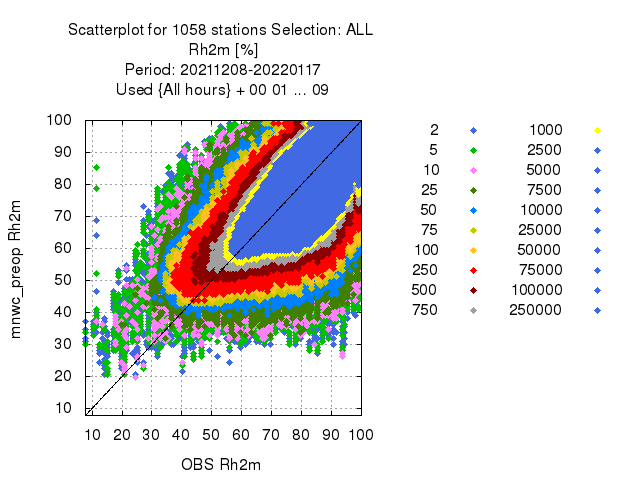 Scatterplot for 1058 stations Selection: ALL
Rh2m [%]
Period: 20211208-20220117
Used {All hours} + 00 01 ... 09
100
90
80
70
60
50
40
30
20
10
10 20 30 40 50 60 70 80 90 100
mnwc_preop Rh2m
OBS Rh2m
2 1000
5 2500
10 5000
25 7500
50 10000
75 25000
100 50000
250 75000
500 100000
750 250000